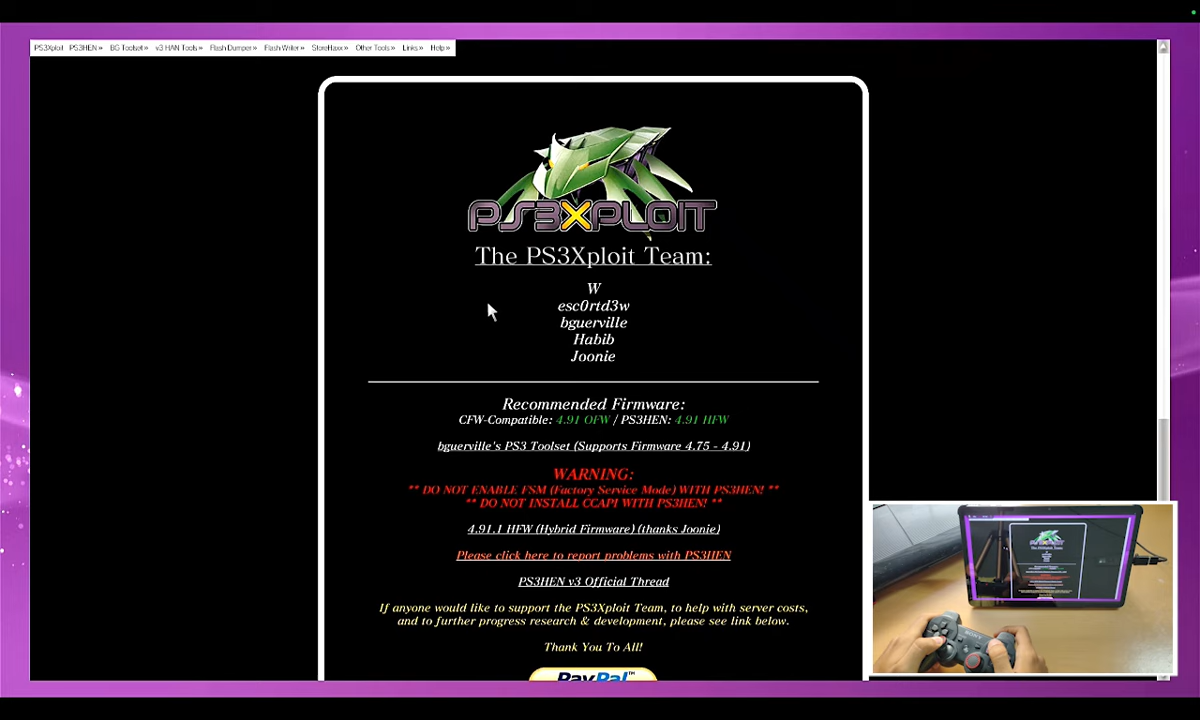 PS3Xploit PS3HEN» BG Toolset» v3 HAN Tools» Flash Dumper» Flash Writer» StoreHaxx» Other Tools» Links» Help»
PS3XPLOIT
The PS3Xploit Team:
W
esc0rtd3w
bguerville
Habib
Joonie
Recommended Firmware:
CFW-Compatible: 4.91 OFW / PS3HEN: 4.91 HFW
bguerville's PS3 Toolset (Supports Firmware 4.75 - 4.91)
WARNING:
** DO NOT ENABLE FSM (Factory Service Mode) WITH PS3HEN! **
** DO NOT INSTALL CCAPI WITH PS3HEN! **
4.91.1 HFW (Hybrid Firmware) (thanks Joonie)
Please click here to report problems with PS3HEN
PS3HEN v3 Official Thread
If anyone would like to support the PS3Xploit Team, to help with server costs,
and to further progress research & development, please see link below.
Thank You To All!
PayPal™